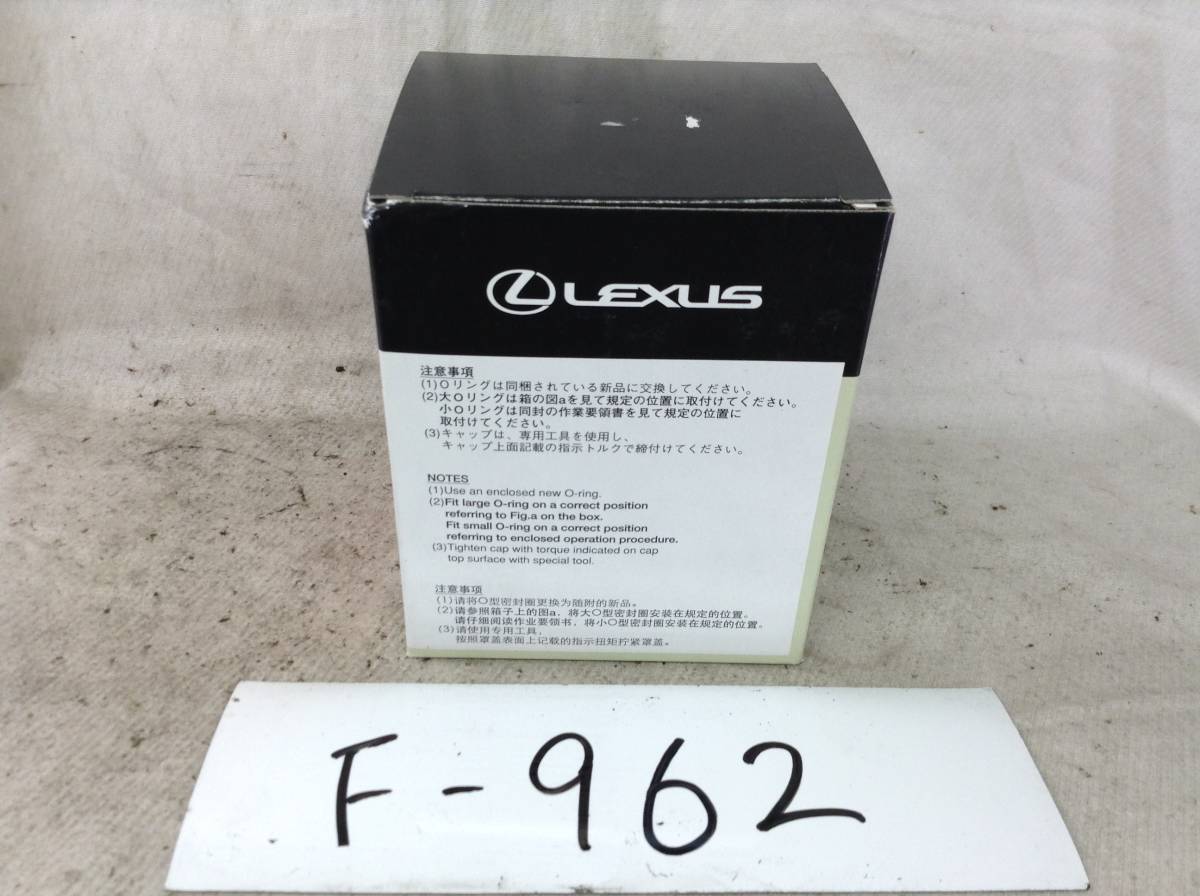 LEXUS
注意事項
(1)Oリングは同梱されている新品に交換してください。
(2)大Oリングは箱の図aを見て規定の位置に取付けてください。
小Oリングは同封の作業要領書を見て規定の位置に
取付けてください。
(3)キャップは、専用工具を使用し、
キャップ上面記載の指示トルクで締付けてください。
NOTES
(1)Use an enclosed new O-ring.
(2)Fit large O-ring on a correct position
referring to Fig.a on the box.
Fit small O-ring on a correct position
referring to enclosed operation procedure.
(3)Tighten cap with torque indicated on cap
top surface with special tool.
注意事项
(1)请将O型密封圈更换为随附的新品。
(2)请参照箱子上的图a，将大O型密封圈安装在规定的位置。
请仔细阅读作业要领书，将小O型密封圈安装在规定的位置。
(3)请使用专用工具，
按照罩盖表面上记载的指示扭矩拧紧罩盖。
F-962